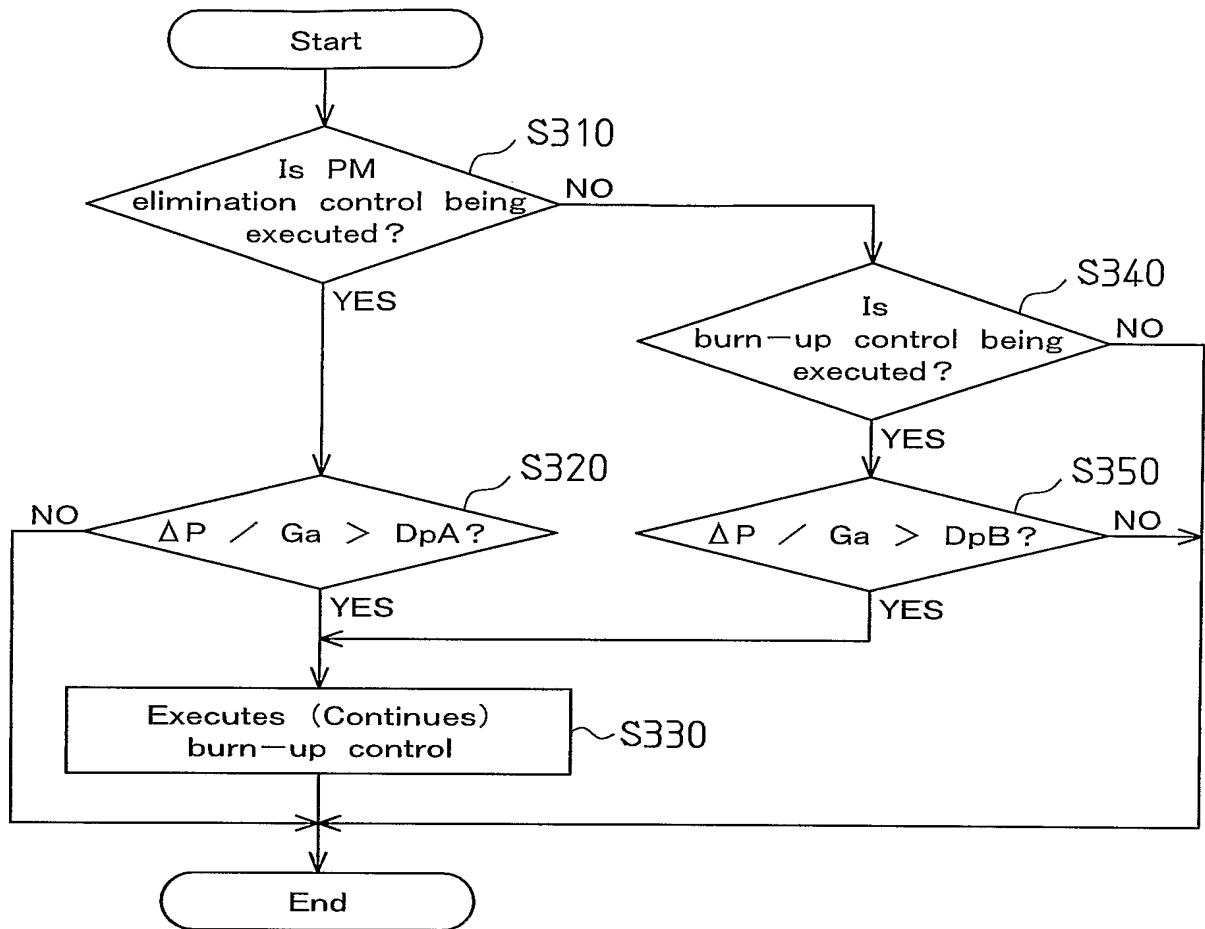 Start
S310
Is PM
elimination control being
executed?
NO
YES
S340
Is
burn-up control being
executed?
NO
YES
S320
NO
ΔP / Ga > DpA?
YES
S350
ΔP / Ga > DpB?
NO
YES
Executes (Continues)
burn-up control
S330
End